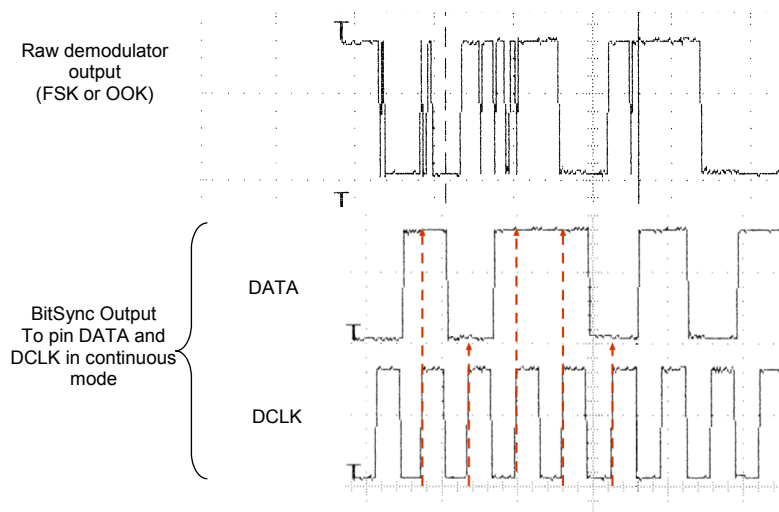 Raw demodulator
output
(FSK or OOK)
DATA
BitSync Output
To pin DATA and
DCLK in continuous
mode
DCLK